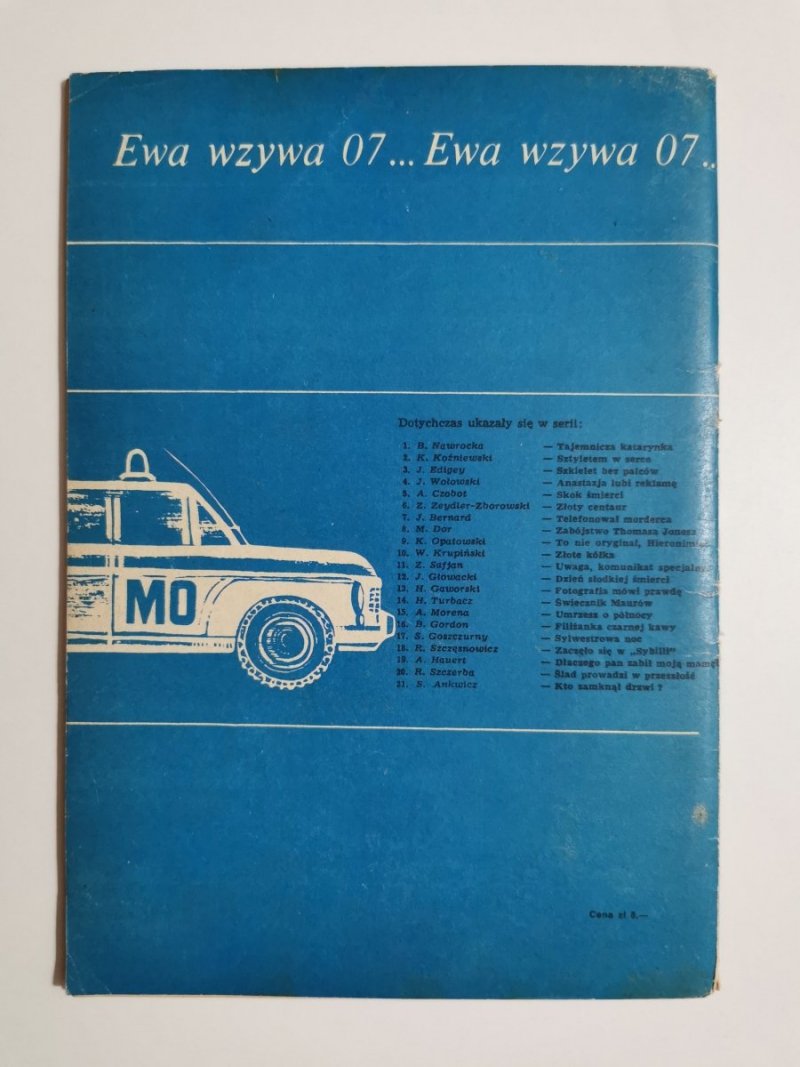 Ewa wzywa 07... Ewa wzywa 07..
Dotychczas ukazały się w serii:
1. B. Nawrocka — Tajemnicza katarynka
2. K. Koźniewski — Sztyletem w serce
3. J. Edigey — Szkielet bez palców
4. J. Wołowski — Anastazja lubi reklamę
5. A. Czubot — Skok śmierci
6. Z. Zeydler-Zborowski — Złoty centaur
7. J. Bernard — Telefonował morderca
8. M. Dor — Zabójstwo Thomasa Jonesa
9. K. Opatowski — To nie oryginał, Hieronimie
10. W. Krupiński — Złote kółka
11. Z. Safjan — Uwaga, komunikat specjalny
12. J. Głowacki — Dzień słodkiej śmierci
13. H. Gaworski — Fotografia mówi prawdę
14. H. Turbacz — Świecznik Maurów
15. A. Morena — Umrzesz o północy
16. B. Gordon — Filiżanka czarnej kawy
17. S. Goszczurny — Sylwestrowa noc
18. R. Szczęsnowicz — Zaczęło się w „Sybilli"
19. A. Hauert — Dlaczego pan zabił moją mamę
20. R. Szczerba — Ślad prowadzi w przeszłość
21. S. Ankwicz — Kto zamknął drzwi?
MO
Cena zł 5.—